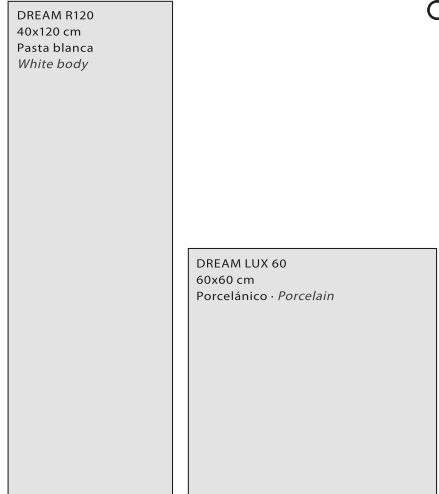 DREAM R120
40x120 cm
Pasta blanca
White body
DREAM LUX 60
60x60 cm
Porcelánico · Porcelain